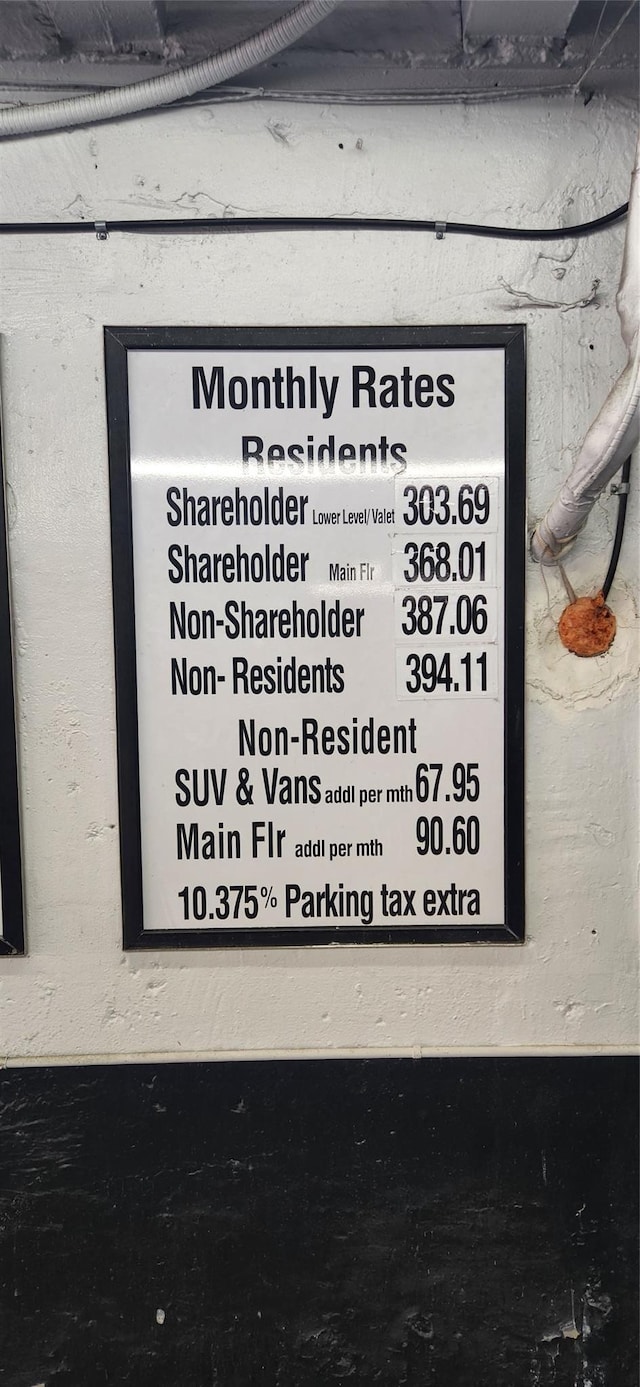 Monthly Rates
Residents
Shareholder Lower Level/Valet 303.69
Shareholder Main Flr 368.01
Non-Shareholder 387.06
Non- Residents 394.11
Non-Resident
SUV & Vans addl per mth 67.95
Main Flr addl per mth 90.60
10.375% Parking tax extra